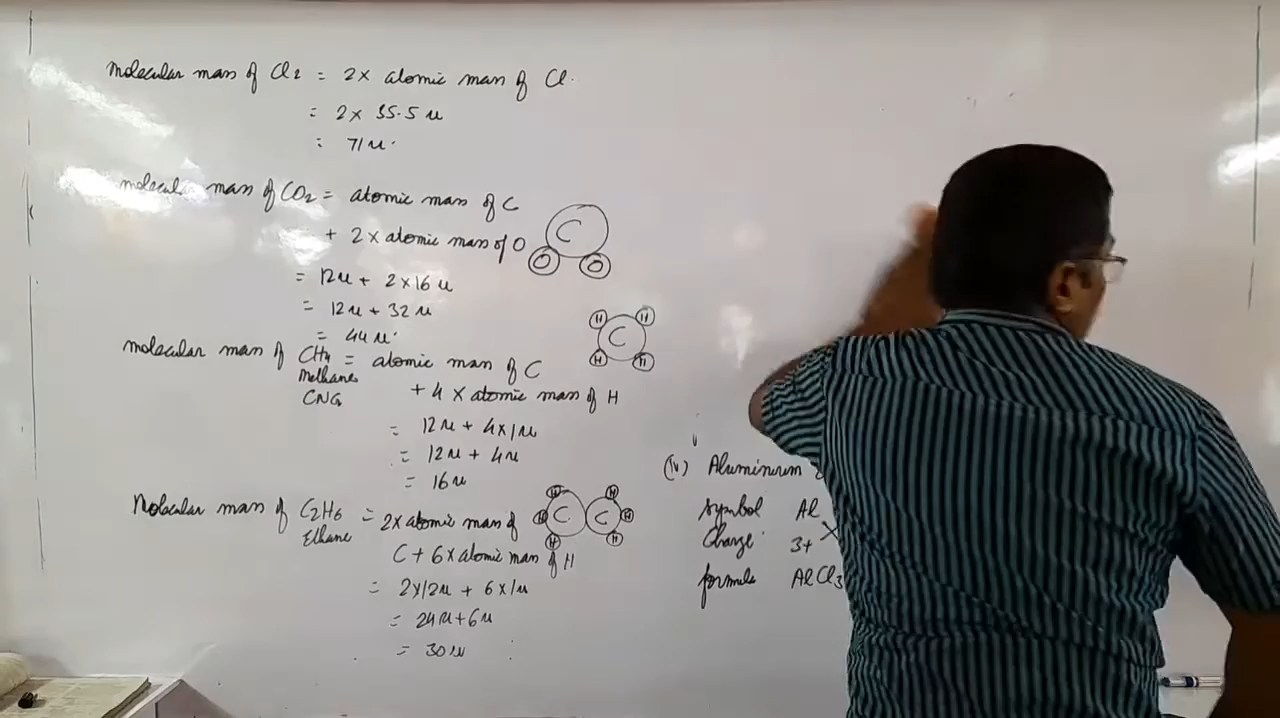 Molecular mass of Cl2 = 2 x atomic mass of Cl.
= 2 x 35.5 u
= 71 u.
molecular mass of CO2 = atomic mass of C
+ 2 x atomic mass of O
C
O O
= 12u + 2 x 16 u
= 12u + 32 u
= 44 u.
molecular mass of CH4 = atomic mass of C
Methane
CNG
+ 4 x atomic mass of H
H H
C
H H
= 12u + 4 x 1u
= 12u + 4u
= 16u
Molecular mass of C2H6 = 2 x atomic mass of
Ethane
C + 6 x atomic mass of H
H H
H C C H
H H
= 2 x 12u + 6 x 1u
= 24u + 6u
= 30u
(iv) Aluminium
Symbol Al
Charge 3+
formula AlCl3